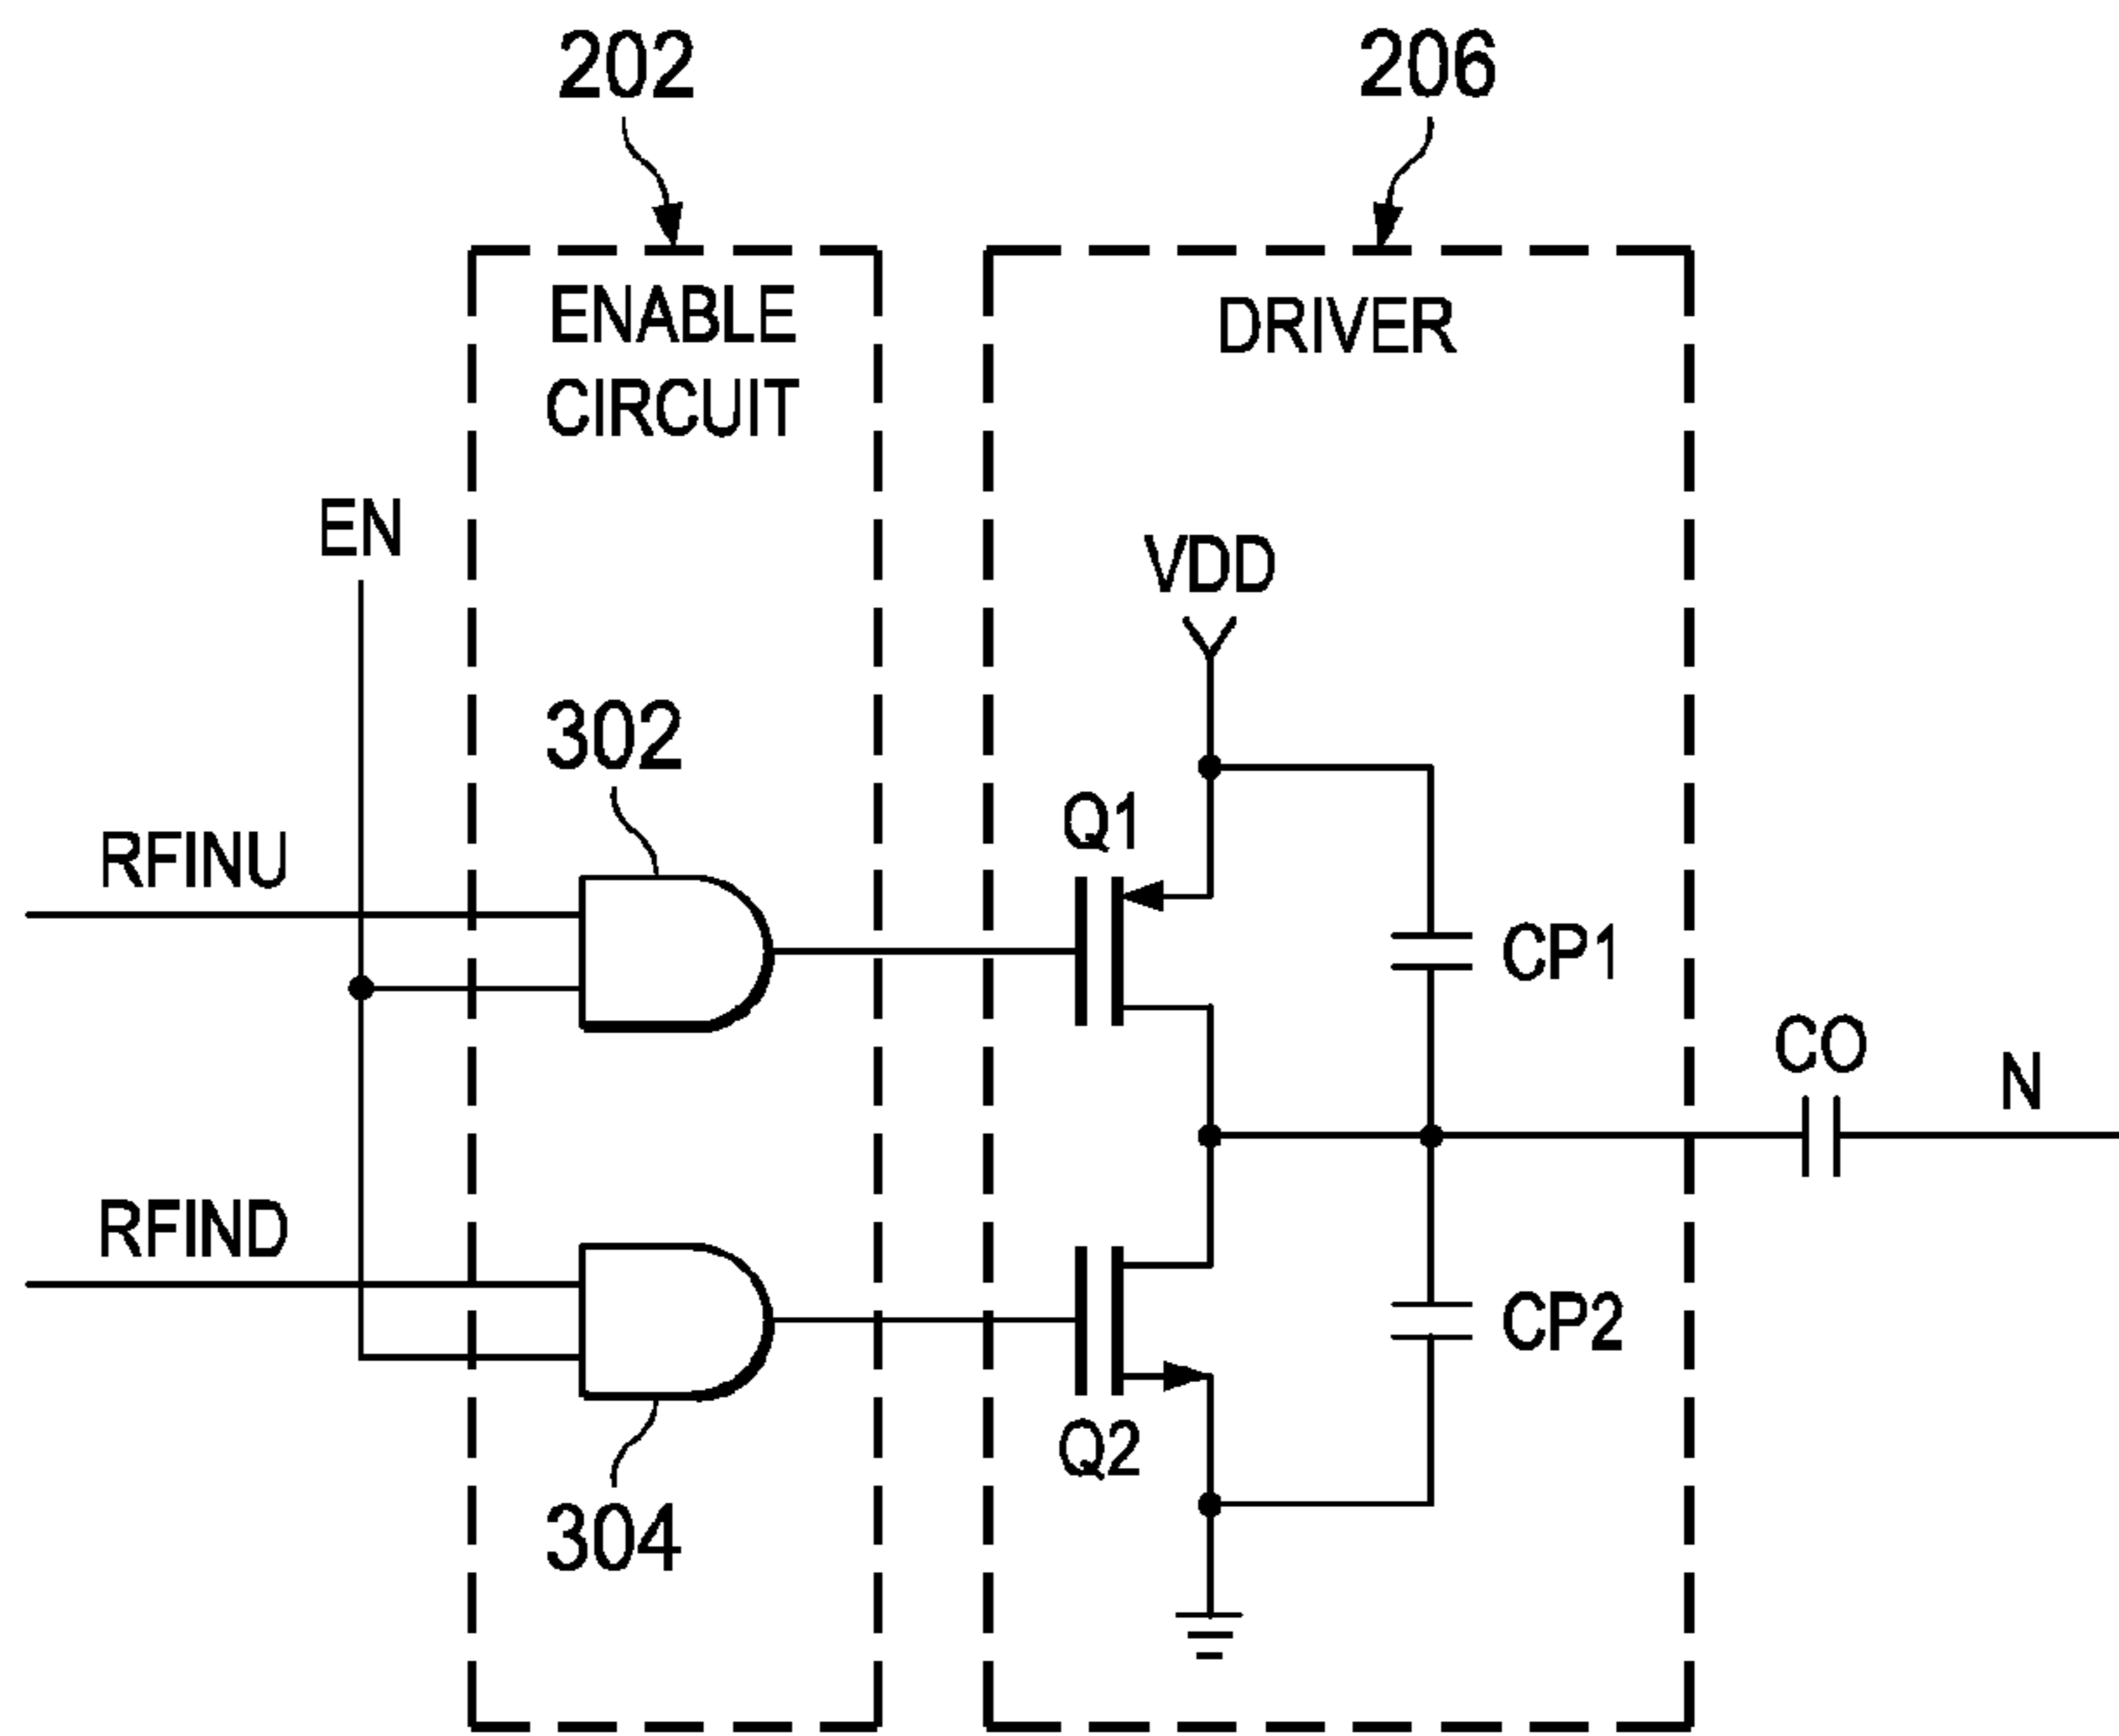 202
206
ENABLE
CIRCUIT
DRIVER
EN
VDD
302
Q1
RFINU
CP1
CO
N
RFIND
CP2
Q2
304